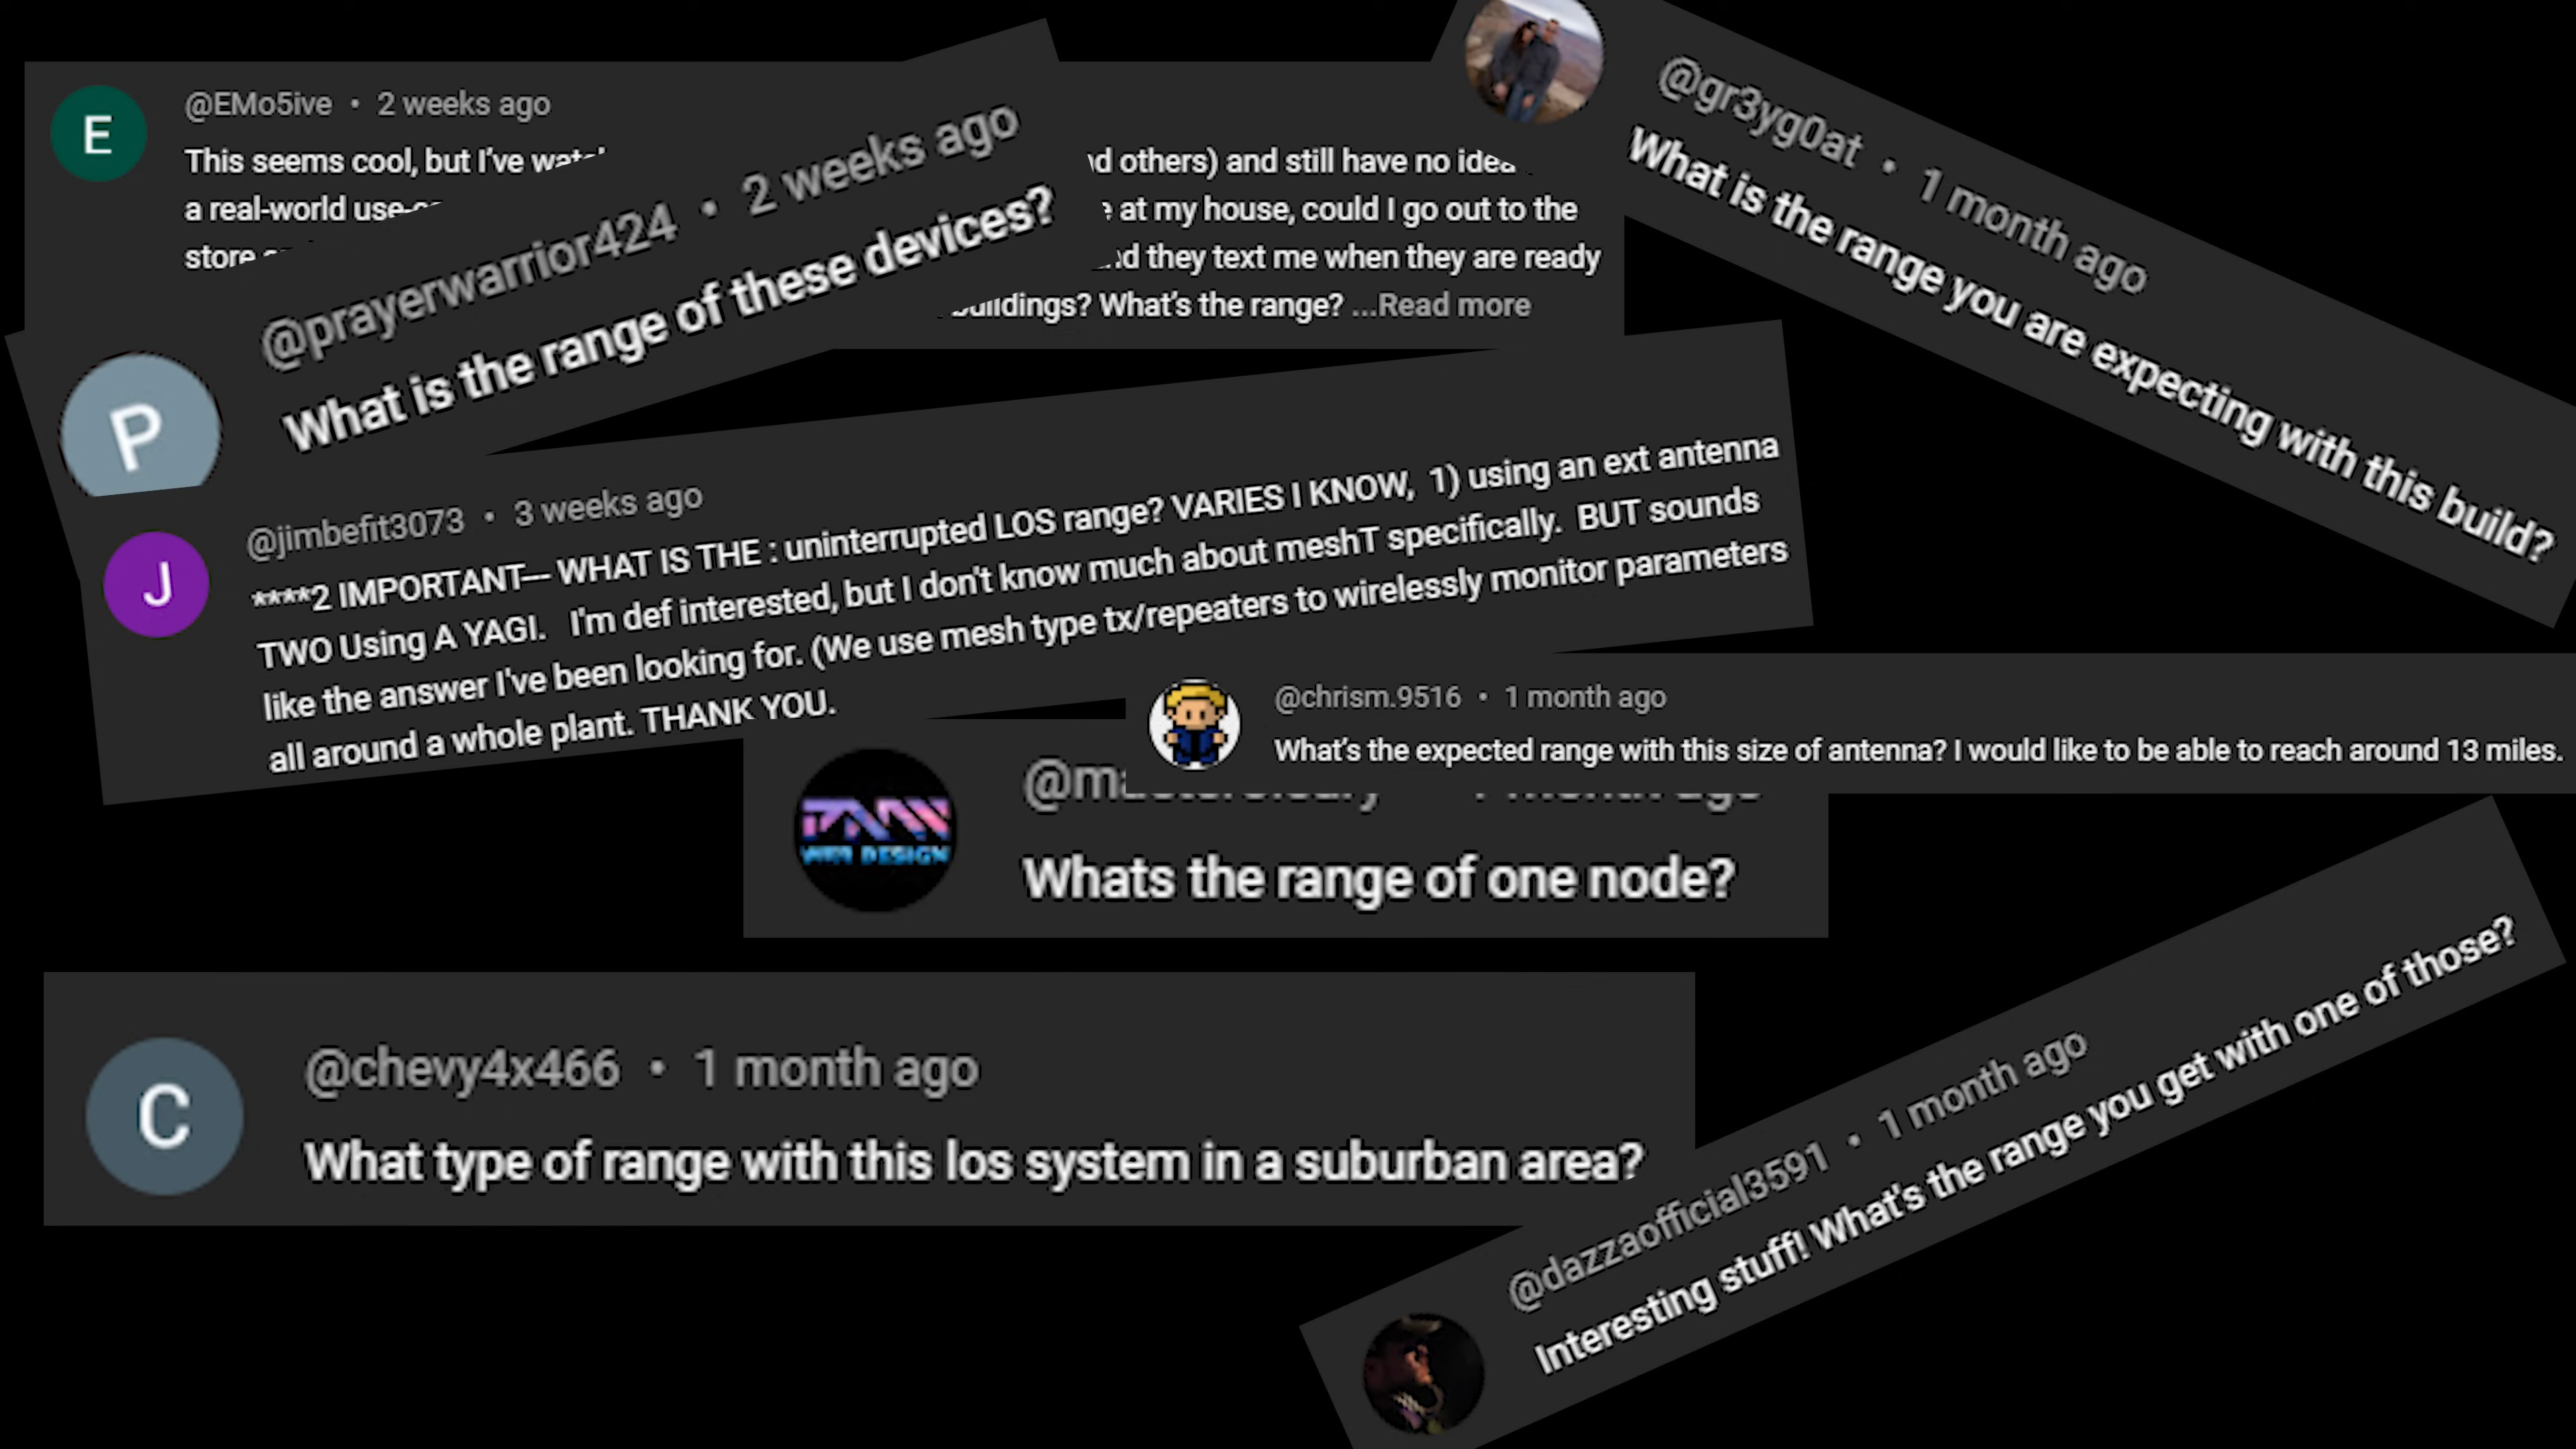 E
@EMo5ive • 2 weeks ago
This seems cool, but I've
others) and still have no idea
a real-world
at my house, could I go out to the
store
they text me when they are ready
buildings? What's the range? ...Read more
@gr3yg0at • 1 month ago
What is the range you are expecting with this build?
P
@prayerwarrior424 • 2 weeks ago
What is the range of these devices?
J
@jimbefit3073 • 3 weeks ago
****2 IMPORTANT--- WHAT IS THE : uninterrupted LOS range? VARIES I KNOW, 1) using an ext antenna
TWO Using A YAGI. I'm def interested, but I don't know much about meshT specifically. BUT sounds
like the answer I've been looking for. (We use mesh type tx/repeaters to wirelessly monitor parameters
all around a whole plant. THANK YOU.
@chrism.9516 • 1 month ago
What's the expected range with this size of antenna? I would like to be able to reach around 13 miles.
DESIGN
Whats the range of one node?
C
@chevy4x466 • 1 month ago
What type of range with this los system in a suburban area?
@dazzaofficial3591 • 1 month ago
Interesting stuff! What's the range you get with one of those?